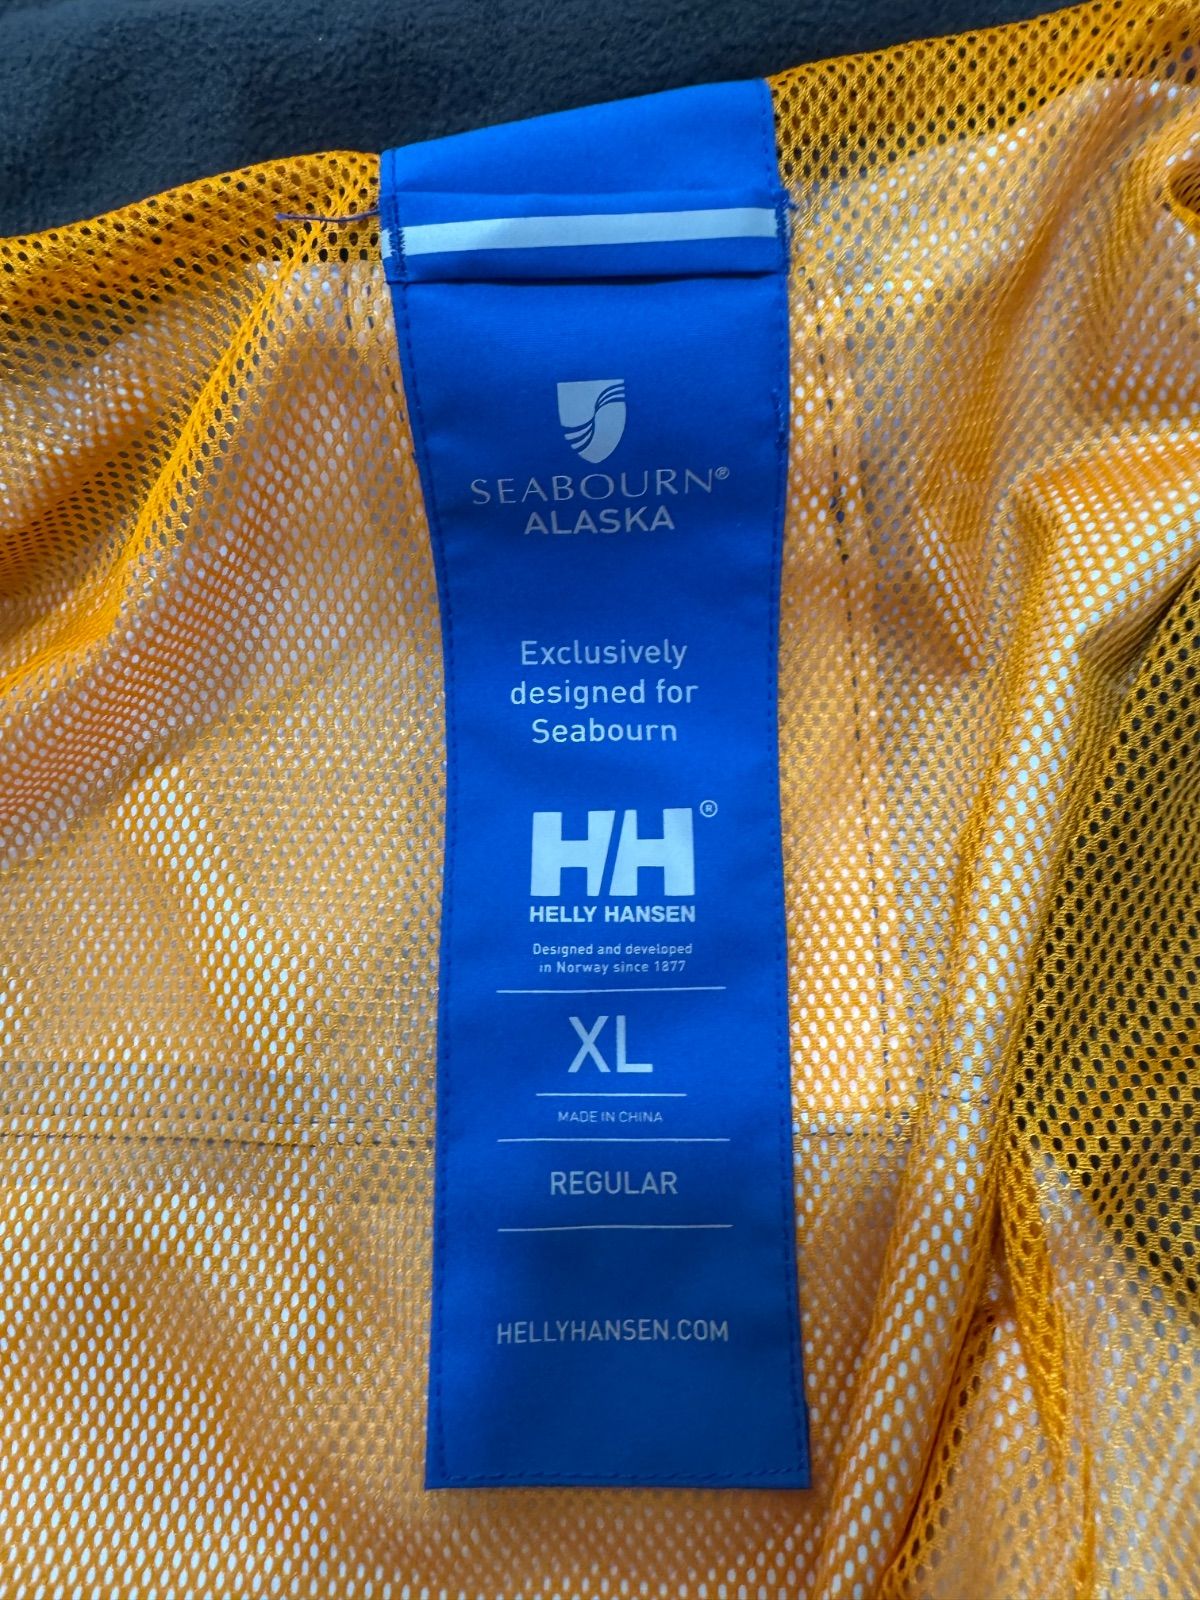 SEABOURN®
ALASKA
Exclusively
designed for
Seabourn
HH®
HELLY HANSEN
Designed and developed
in Norway since 1877
XL
MADE IN CHINA
REGULAR
HELLYHANSEN.COM